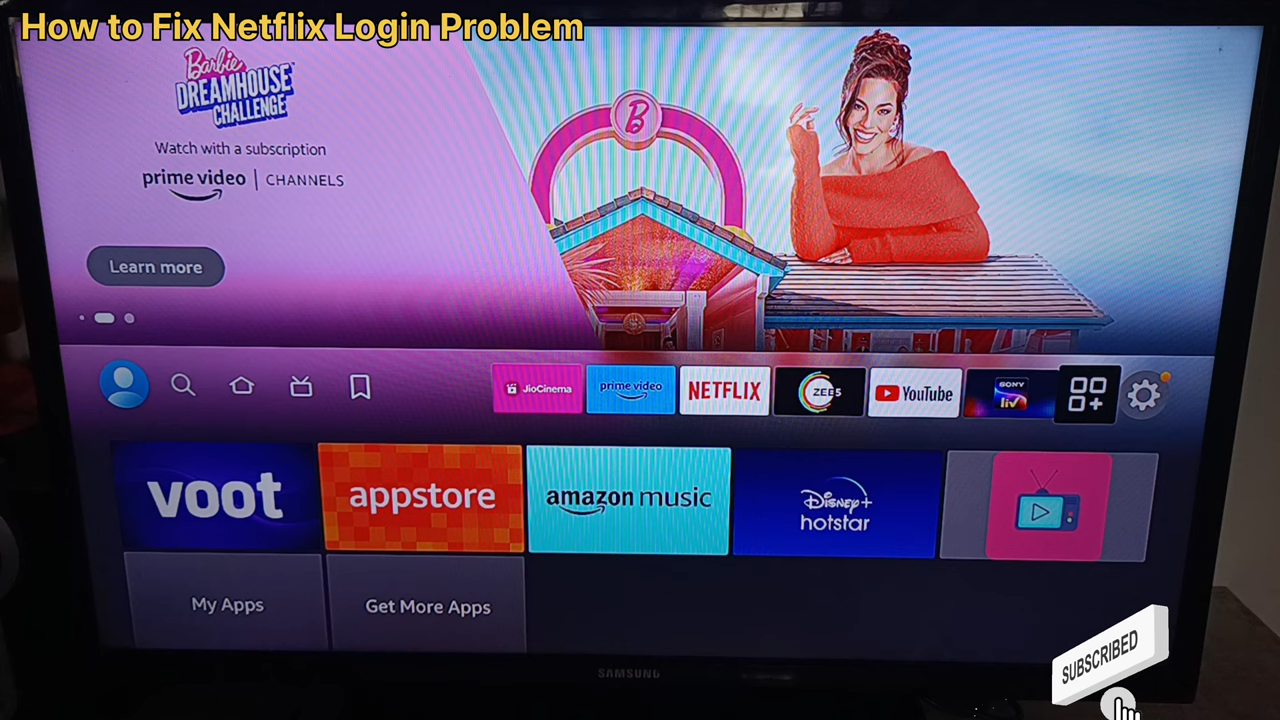 How to Fix Netflix Login Problem
Barbie
DREAMHOUSE
CHALLENGE
Watch with a subscription
prime video | CHANNELS
Learn more
B
JioCinema
prime video
NETFLIX
ZEE5
YouTube
SONY
liv
voot
appstore
amazon music
Disney+
hotstar
My Apps
Get More Apps
SAMSUNG
SUBSCRIBED